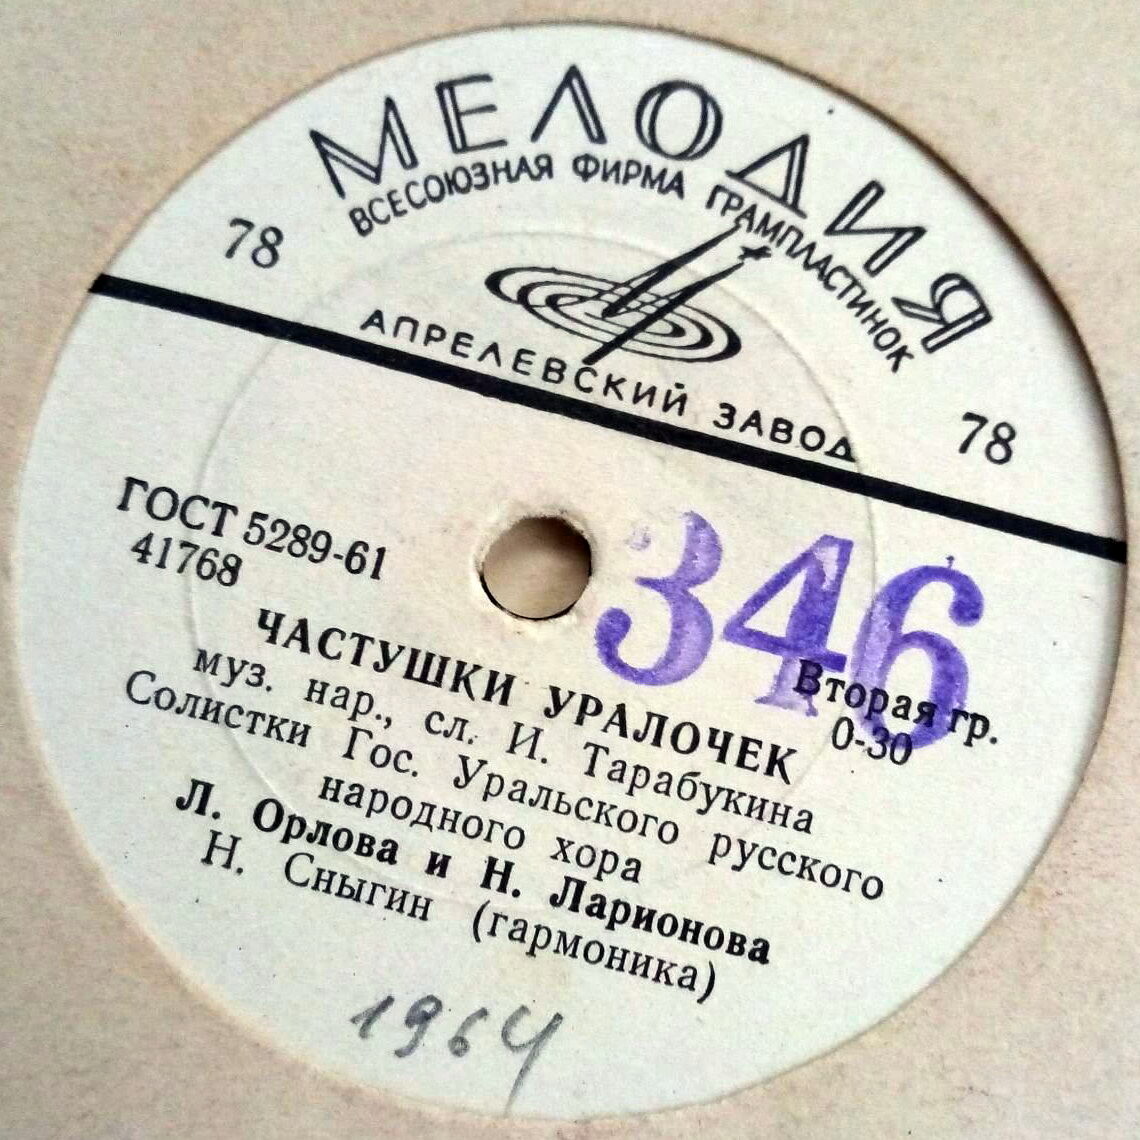 МЕЛОДИЯ
ВСЕСОЮЗНАЯ ФИРМА ГРАМПЛАСТИНОК
78
78
АПРЕЛЕВСКИЙ ЗАВОД
ГОСТ 5289-61
41768
346
Вторая гр.
0-30
ЧАСТУШКИ УРАЛОЧЕК
муз. нар., сл. И. Тарабукина
Солистки Гос. Уральского русского
народного хора
Л. Орлова и Н. Ларионова
Н. Сныгин (гармоника)
1964